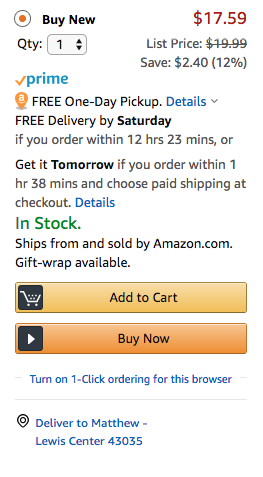 Buy New $17.59
Qty: 1 List Price: $19.99
Save: $2.40 (12%)
prime
FREE One-Day Pickup. Details
FREE Delivery by Saturday
if you order within 12 hrs 23 mins, or
Get it Tomorrow if you order within 1
hr 38 mins and choose paid shipping at
checkout. Details
In Stock.
Ships from and sold by Amazon.com.
Gift-wrap available.
Add to Cart
Buy Now
Turn on 1-Click ordering for this browser
Deliver to Matthew -
Lewis Center 43035